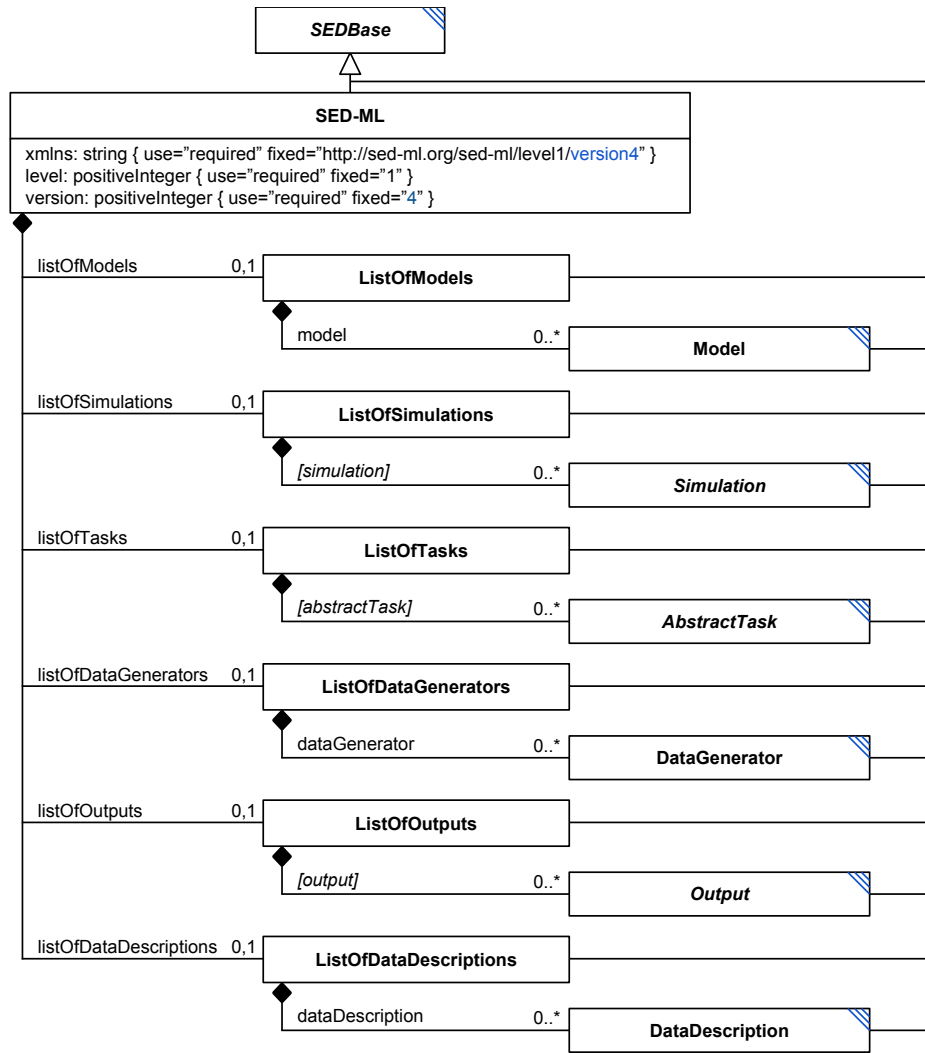 SEDBase
SED-ML
xmlns: string { use=”required” fixed=”http://sed-ml.org/sed-ml/level1/version4” }
level: positiveInteger { use=”required” fixed=”1” }
version: positiveInteger { use=”required” fixed=”4” }
listOfModels 0,1 ListOfModels
model 0..* Model
listOfSimulations 0,1 ListOfSimulations
[simulation] 0..* Simulation
listOfTasks 0,1 ListOfTasks
[abstractTask] 0..* AbstractTask
listOfDataGenerators 0,1 ListOfDataGenerators
dataGenerator 0..* DataGenerator
listOfOutputs 0,1 ListOfOutputs
[output] 0..* Output
listOfDataDescriptions 0,1 ListOfDataDescriptions
dataDescription 0..* DataDescription